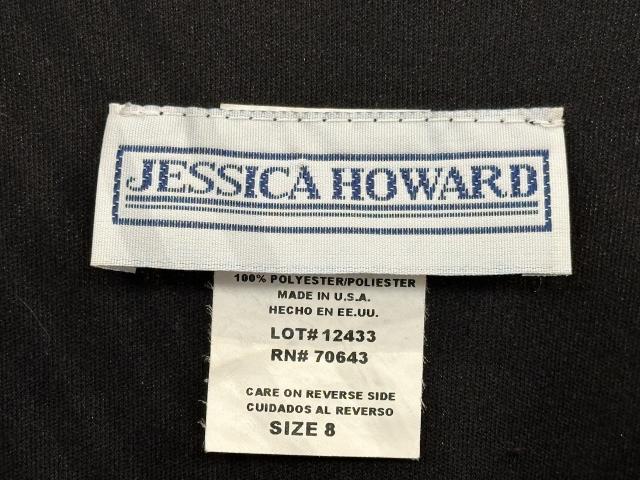 JESSICA HOWARD
100% POLYESTER/POLIESTER
MADE IN U.S.A.
HECHO EN EE.UU.
LOT# 12433
RN# 70643
CARE ON REVERSE SIDE
CUIDADOS AL REVERSO
SIZE 8